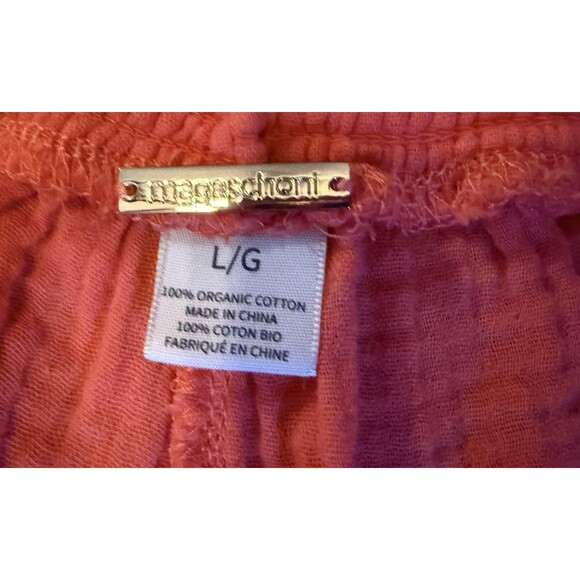 magaschoni
L/G
100% ORGANIC COTTON
MADE IN CHINA
100% COTON BIO
FABRIQUÉ EN CHINE